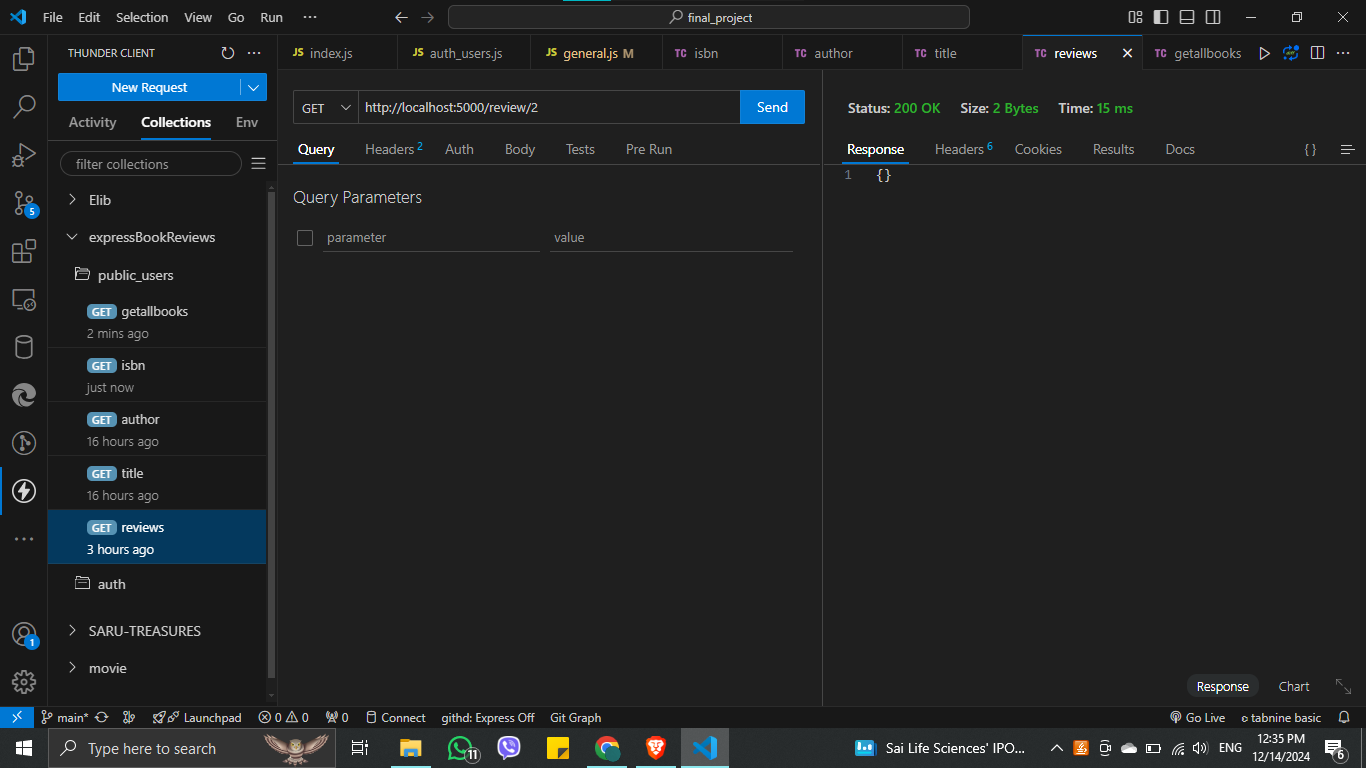 File Edit Selection View Go Run ··· final_project
THUNDER CLIENT
New Request
Activity Collections Env
filter collections
Elib
expressBookReviews
public_users
GET getallbooks
2 mins ago
GET isbn
just now
GET author
16 hours ago
GET title
16 hours ago
GET reviews
3 hours ago
auth
SARU-TREASURES
movie
5
1
JS index.js JS auth_users.js JS general.js M TC isbn TC author TC title TC reviews TC getallbooks
GET http://localhost:5000/review/2 Send
Query Headers 2 Auth Body Tests Pre Run
Query Parameters
parameter value
Status: 200 OK Size: 2 Bytes Time: 15 ms
Response Headers 6 Cookies Results Docs { }
1 {}
Response Chart
main* Launchpad 0 0 0 Connect githd: Express Off Git Graph Go Live tabnine basic
Type here to search 11 Sai Life Sciences' IPO... ENG 12:35 PM
12/14/2024 6